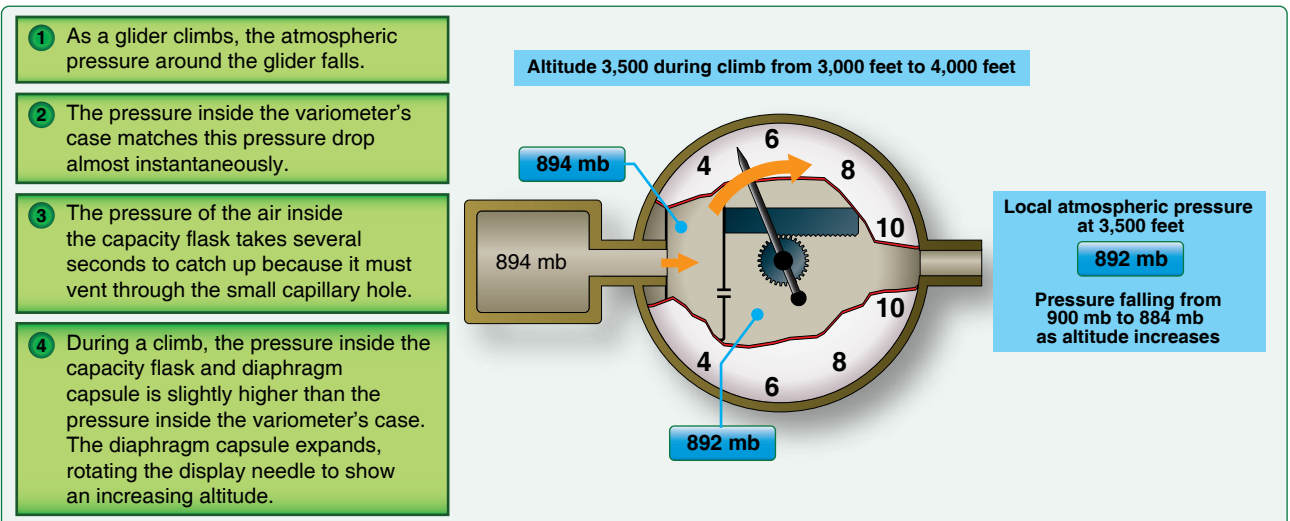 1 As a glider climbs, the atmospheric
pressure around the glider falls.
2 The pressure inside the variometer's
case matches this pressure drop
almost instantaneously.
3 The pressure of the air inside
the capacity flask takes several
seconds to catch up because it must
vent through the small capillary hole.
4 During a climb, the pressure inside the
capacity flask and diaphragm
capsule is slightly higher than the
pressure inside the variometer's case.
The diaphragm capsule expands,
rotating the display needle to show
an increasing altitude.
Altitude 3,500 during climb from 3,000 feet to 4,000 feet
894 mb
894 mb
4
6
8
10
10
8
6
4
892 mb
Local atmospheric pressure
at 3,500 feet
892 mb
Pressure falling from
900 mb to 884 mb
as altitude increases